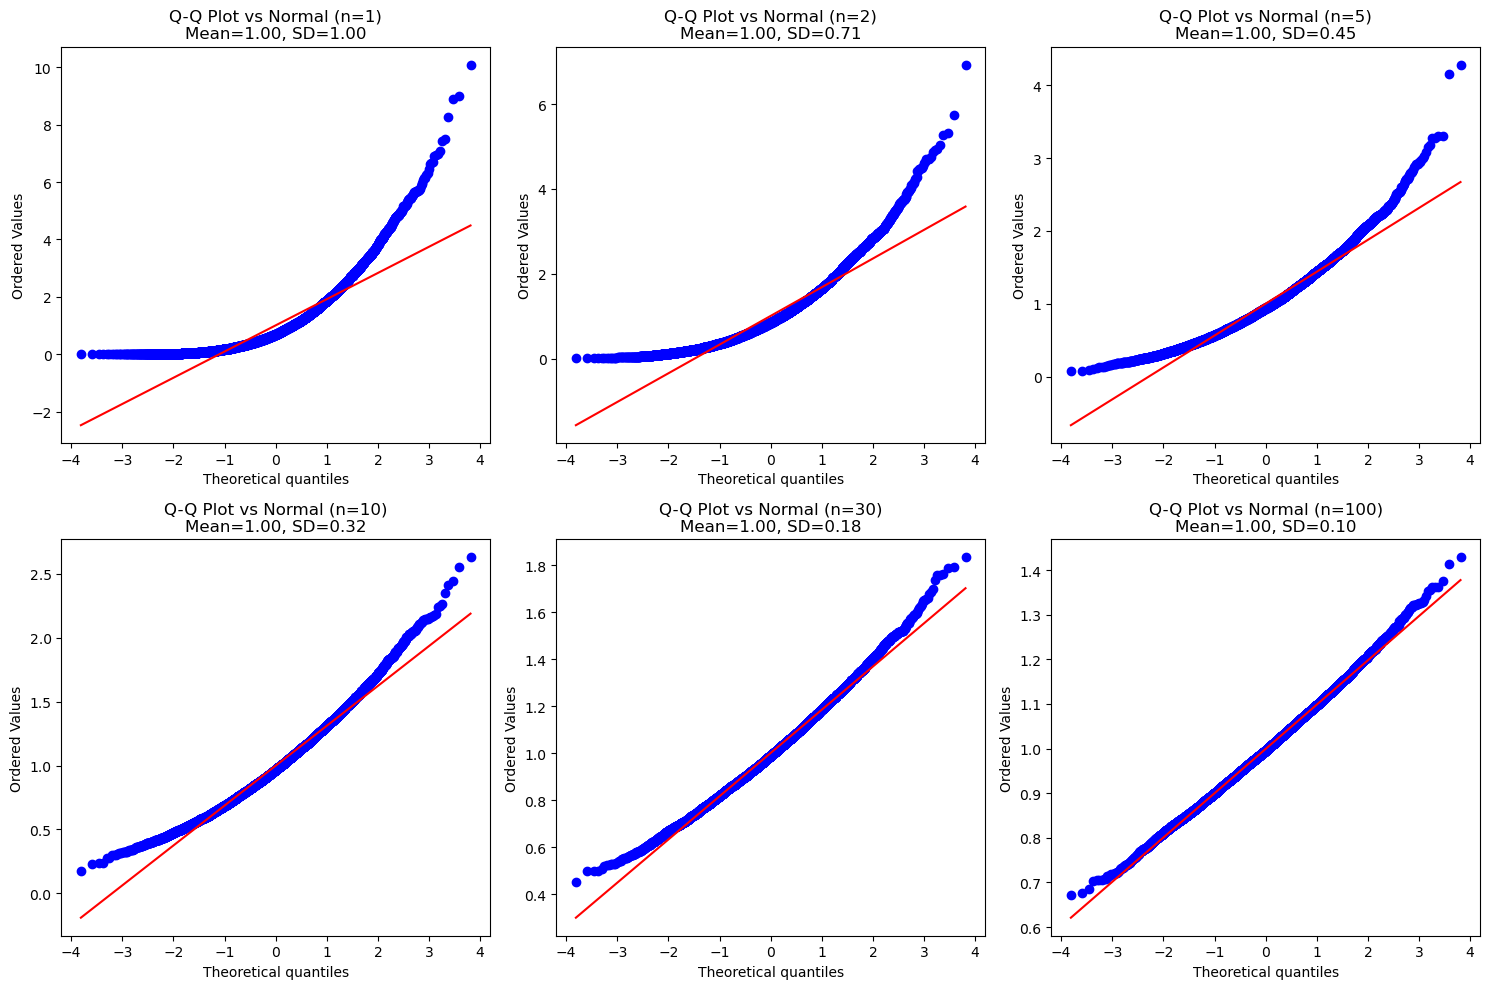 Q-Q Plot vs Normal (n=1)
Mean=1.00, SD=1.00
10
8
6
4
2
0
−2
Ordered Values
−4 −3 −2 −1 0 1 2 3 4
Theoretical quantiles
Q-Q Plot vs Normal (n=2)
Mean=1.00, SD=0.71
6
4
2
0
Ordered Values
−4 −3 −2 −1 0 1 2 3 4
Theoretical quantiles
Q-Q Plot vs Normal (n=5)
Mean=1.00, SD=0.45
4
3
2
1
0
Ordered Values
−4 −3 −2 −1 0 1 2 3 4
Theoretical quantiles
Q-Q Plot vs Normal (n=10)
Mean=1.00, SD=0.32
2.5
2.0
1.5
1.0
0.5
0.0
Ordered Values
−4 −3 −2 −1 0 1 2 3 4
Theoretical quantiles
Q-Q Plot vs Normal (n=30)
Mean=1.00, SD=0.18
1.8
1.6
1.4
1.2
1.0
0.8
0.6
0.4
Ordered Values
−4 −3 −2 −1 0 1 2 3 4
Theoretical quantiles
Q-Q Plot vs Normal (n=100)
Mean=1.00, SD=0.10
1.4
1.3
1.2
1.1
1.0
0.9
0.8
0.7
0.6
Ordered Values
−4 −3 −2 −1 0 1 2 3 4
Theoretical quantiles